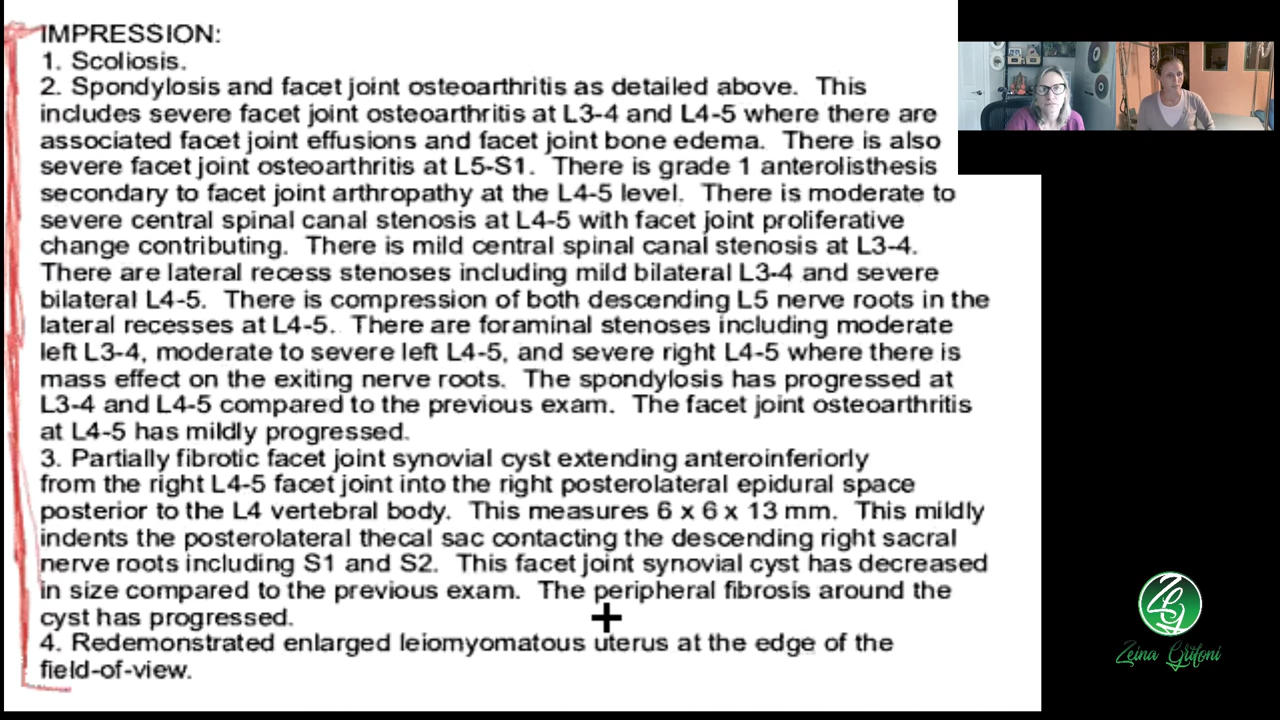 IMPRESSION:
1. Scoliosis.
2. Spondylosis and facet joint osteoarthritis as detailed above. This
includes severe facet joint osteoarthritis at L3-4 and L4-5 where there are
associated facet joint effusions and facet joint bone edema. There is also
severe facet joint osteoarthritis at L5-S1. There is grade 1 anterolisthesis
secondary to facet joint arthropathy at the L4-5 level. There is moderate to
severe central spinal canal stenosis at L4-5 with facet joint proliferative
change contributing. There is mild central spinal canal stenosis at L3-4.
There are lateral recess stenoses including mild bilateral L3-4 and severe
bilateral L4-5. There is compression of both descending L5 nerve roots in the
lateral recesses at L4-5. There are foraminal stenoses including moderate
left L3-4, moderate to severe left L4-5, and severe right L4-5 where there is
mass effect on the exiting nerve roots. The spondylosis has progressed at
L3-4 and L4-5 compared to the previous exam. The facet joint osteoarthritis
at L4-5 has mildly progressed.
3. Partially fibrotic facet joint synovial cyst extending anteroinferiorly
from the right L4-5 facet joint into the right posterolateral epidural space
posterior to the L4 vertebral body. This measures 6 x 6 x 13 mm. This mildly
indents the posterolateral thecal sac contacting the descending right sacral
nerve roots including S1 and S2. This facet joint synovial cyst has decreased
in size compared to the previous exam. The peripheral fibrosis around the
cyst has progressed.
4. Redemonstrated enlarged leiomyomatous uterus at the edge of the
field-of-view.
ZG
Zeina Grifoni